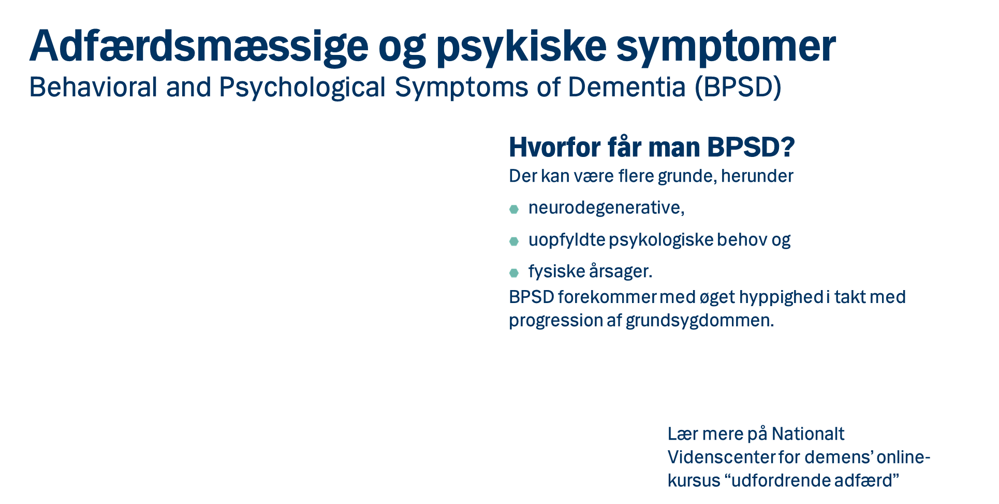 Adfærdsmæssige og psykiske symptomer
Behavioral and Psychological Symptoms of Dementia (BPSD)
Hvorfor får man BPSD?
Der kan være flere grunde, herunder
neurodegenerative,
uopfyldte psykologiske behov og
fysiske årsager.
BPSD forekommer med øget hyppighed i takt med
progression af grundsygdommen.
Lær mere på Nationalt
Videnscenter for demens’ online-
kursus “udfordrende adfærd”